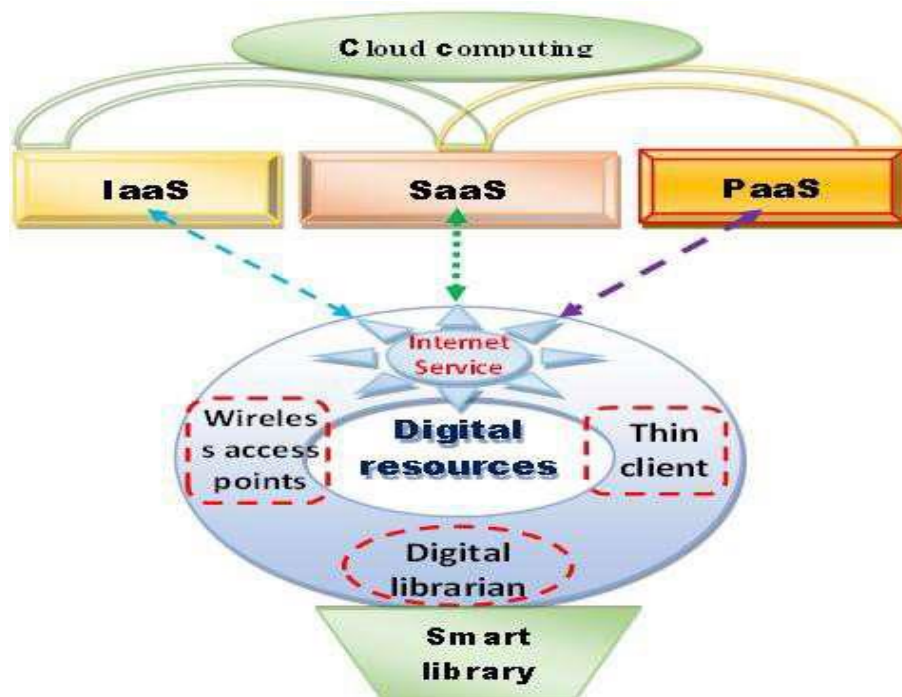 Cloud computing
IaaS
SaaS
PaaS
Internet
Service
Wireles
s access
points
Digital
resources
Thin
client
Digital
librarian
Smart
library